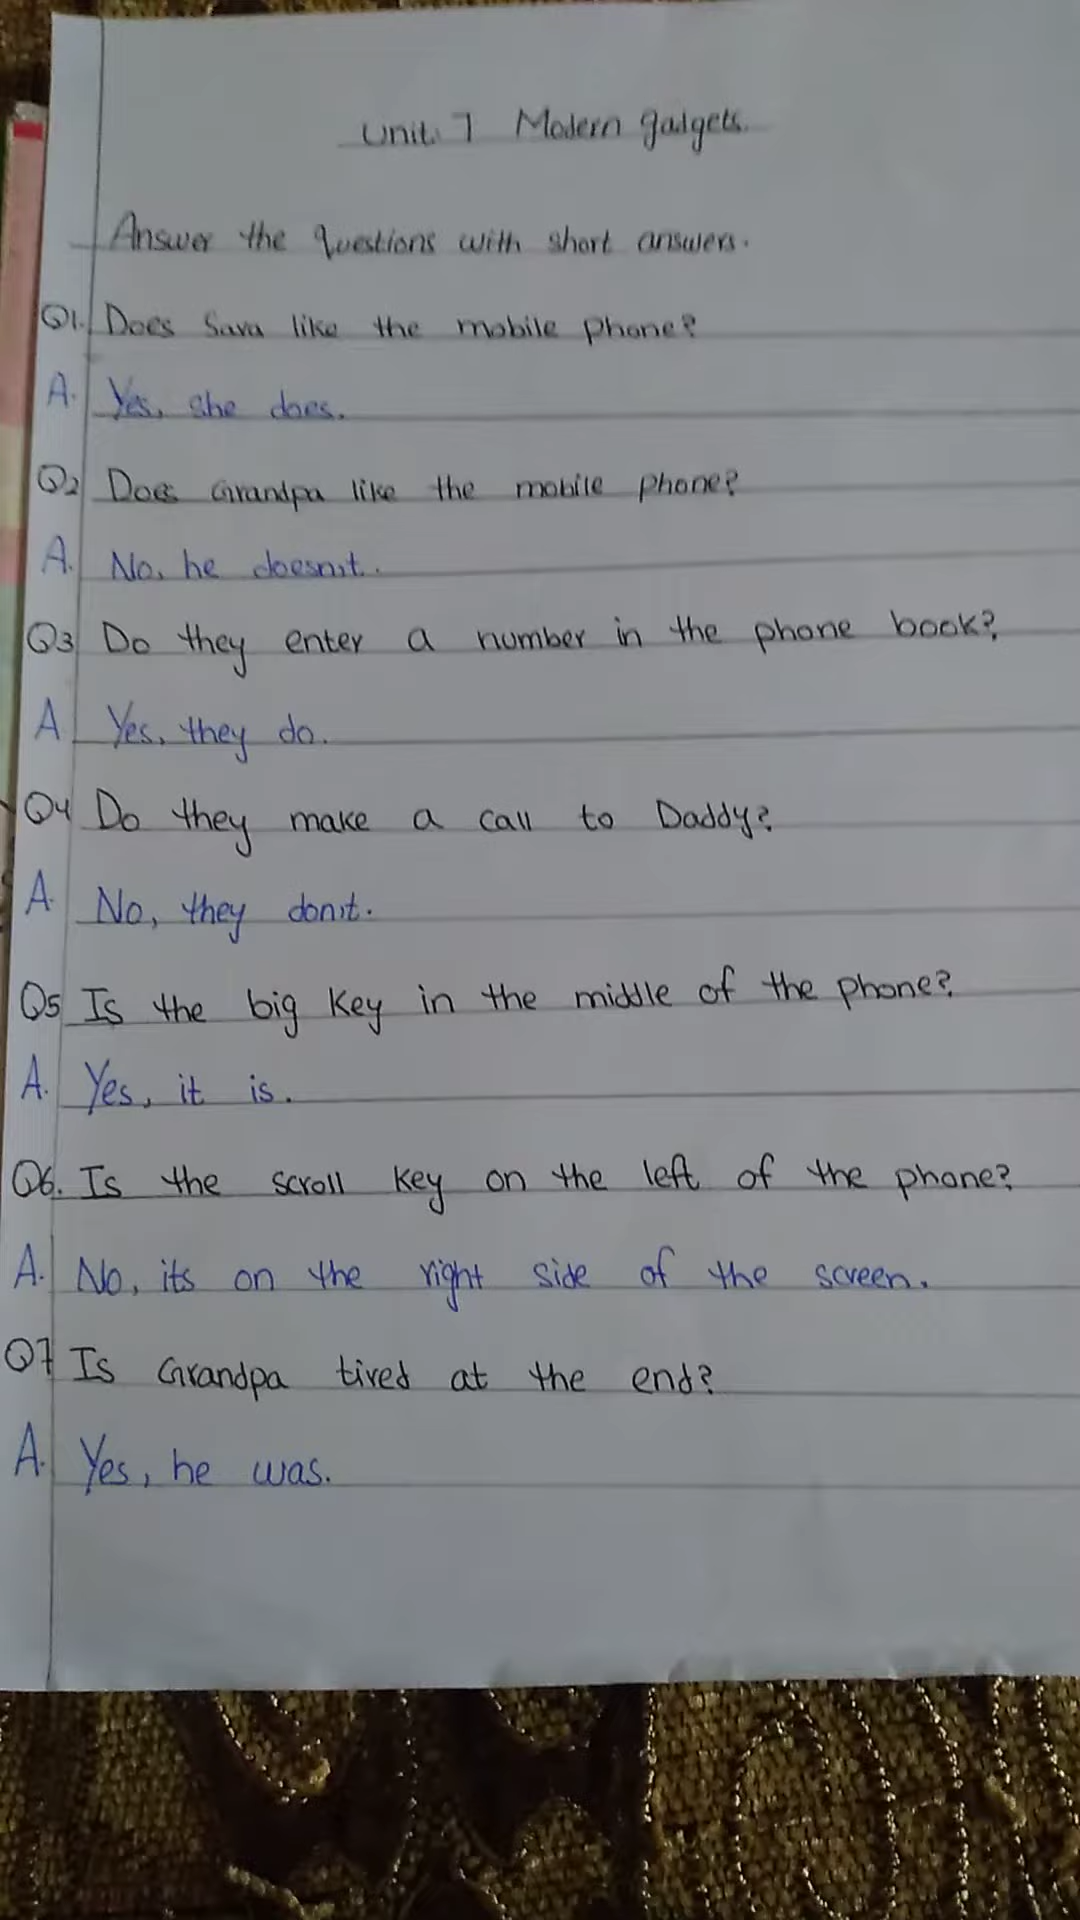 Unit. 7 Modern gadgets.
Answer the questions with short answers.
Q1. Does Sara like the mobile phone?
A. Yes, she does.
Q2 Does Grandpa like the mobile phone?
A. No, he doesn't.
Q3 Do they enter a number in the phone book?
A Yes, they do.
Q4 Do they make a call to Daddy?
A. No, they don't.
Q5 Is the big key in the middle of the phone?
A. Yes, it is.
Q6. Is the scroll key on the left of the phone?
A. No, its on the right side of the screen.
Q7 Is Grandpa tired at the end?
A. Yes, he was.